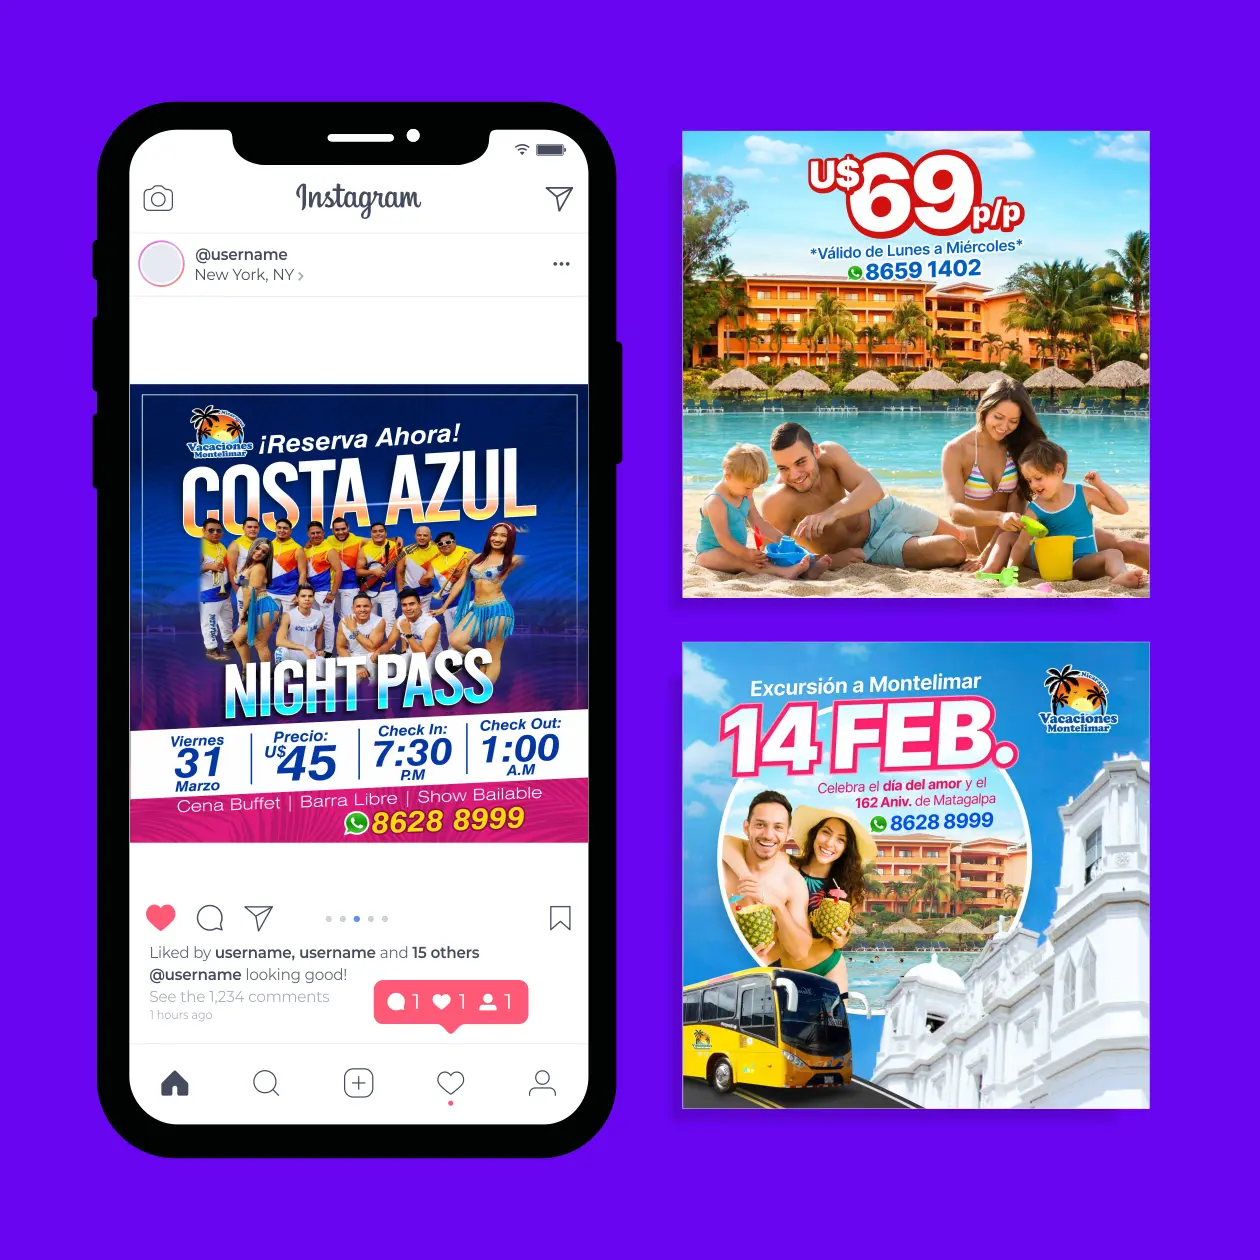 Instagram
@username
New York, NY
Nicaragua
Vacaciones
Montelimar
¡Reserva Ahora!
COSTA AZUL
NIGHT PASS
Viernes
31
Marzo
Precio:
U$45
Check In:
7:30
P.M
Check Out:
1:00
A.M
Cena Buffet | Barra Libre | Show Bailable
8628 8999
Liked by username, username and 15 others
@username looking good!
See the 1,234 comments
1 hours ago
1 1 1
U$69p/p
*Válido de Lunes a Miércoles*
8659 1402
Excursión a Montelimar
14 FEB.
Celebra el día del amor y el
162 Aniv. de Matagalpa
8628 8999
Nicaragua
Vacaciones
Montelimar